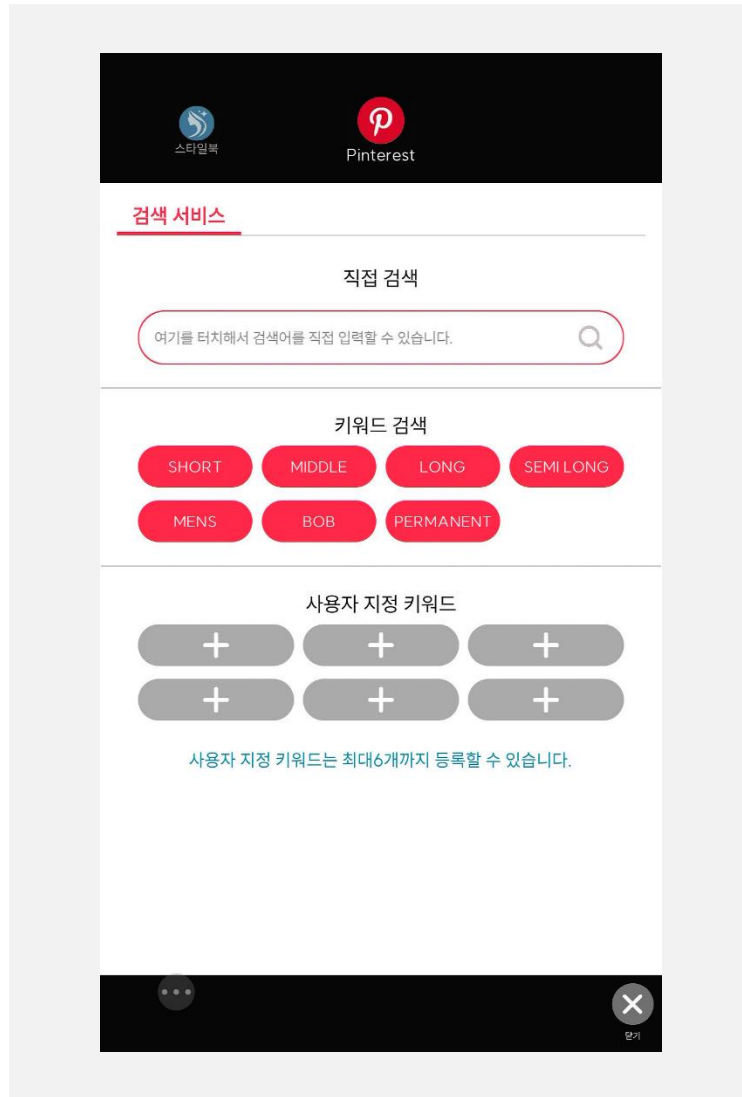 스타일북
Pinterest
검색 서비스
직접 검색
여기를 터치해서 검색어를 직접 입력할 수 있습니다.
키워드 검색
SHORT MIDDLE LONG SEMI LONG
MENS BOB PERMANENT
사용자 지정 키워드
사용자 지정 키워드는 최대6개까지 등록할 수 있습니다.
닫기